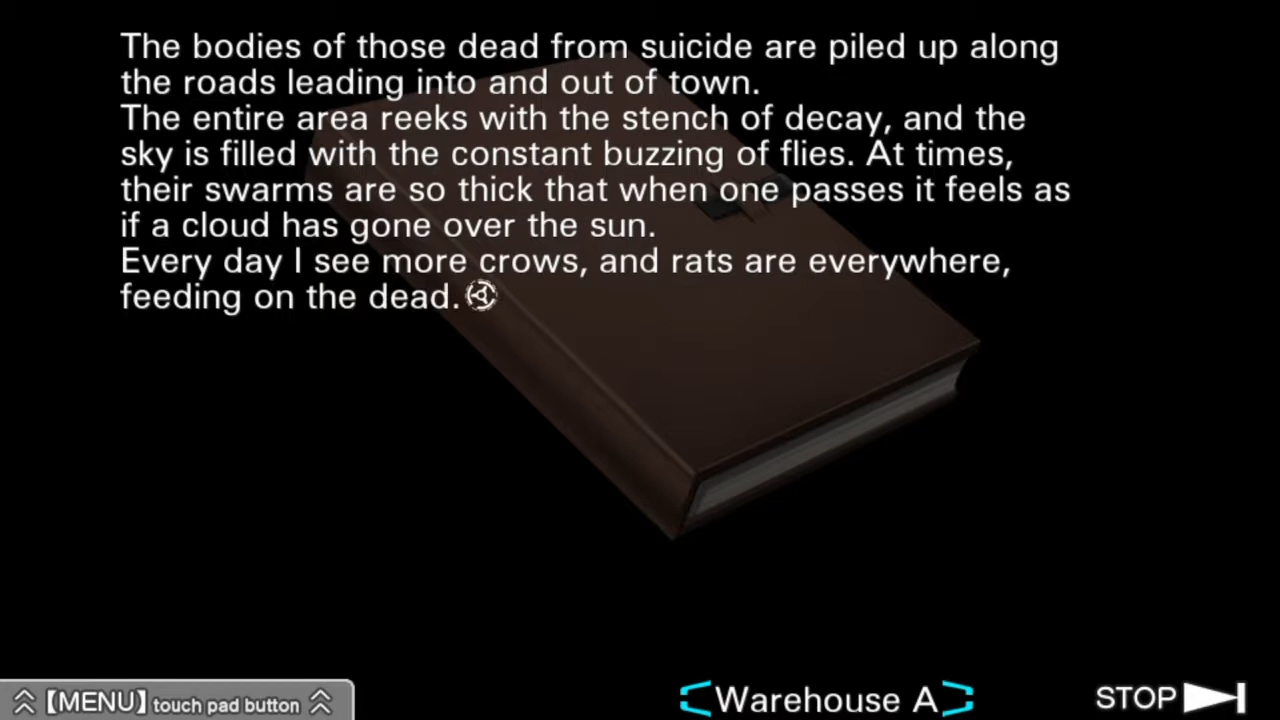 The bodies of those dead from suicide are piled up along
the roads leading into and out of town.
The entire area reeks with the stench of decay, and the
sky is filled with the constant buzzing of flies. At times,
their swarms are so thick that when one passes it feels as
if a cloud has gone over the sun.
Every day I see more crows, and rats are everywhere,
feeding on the dead.
【MENU】touch pad button
Warehouse A
STOP